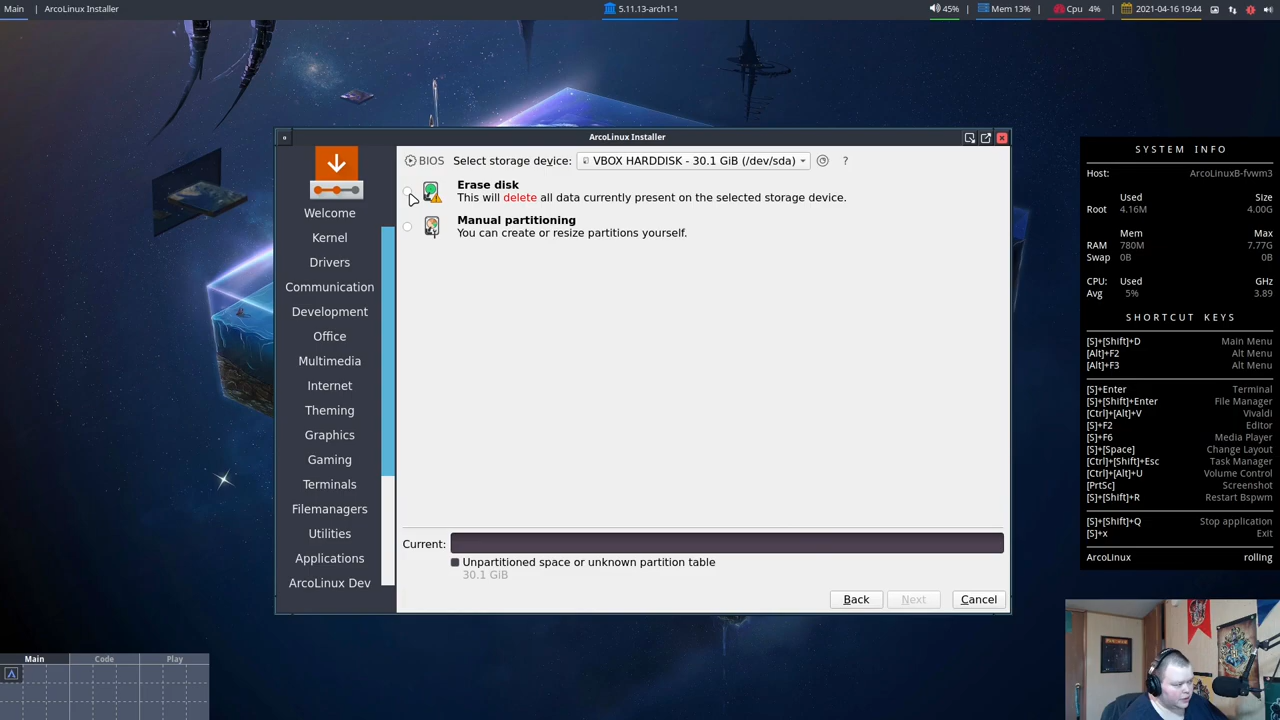 Main | ArcoLinux Installer
5.11.13-arch1-1
45% | Mem 13% | Cpu 4% | 2021-04-16 19:44
ArcoLinux Installer
BIOS Select storage device: VBOX HARDDISK - 30.1 GiB (/dev/sda) ?
Erase disk
This will delete all data currently present on the selected storage device.
Manual partitioning
You can create or resize partitions yourself.
Welcome
Kernel
Drivers
Communication
Development
Office
Multimedia
Internet
Theming
Graphics
Gaming
Terminals
Filemanagers
Utilities
Applications
ArcoLinux Dev
Current:
Unpartitioned space or unknown partition table
30.1 GiB
Back Next Cancel
SYSTEM INFO
Host: ArcoLinuxB-fvwm3
Used Size
Root 4.16M 4.00G
Mem Max
RAM 780M 7.77G
Swap 0B 0B
CPU: Used GHz
Avg 5% 3.89
SHORTCUT KEYS
[S]+[Shift]+D Main Menu
[Alt]+F2 Alt Menu
[Alt]+F3 Alt Menu
[S]+Enter Terminal
[S]+[Shift]+Enter File Manager
[Ctrl]+[Alt]+V Vivaldi
[S]+F2 Editor
[S]+F6 Media Player
[S]+[Space] Change Layout
[Ctrl]+[Shift]+Esc Task Manager
[Ctrl]+[Alt]+U Volume Control
[PrtSc] Screenshot
[S]+[Shift]+R Restart Bspwm
[S]+[Shift]+Q Stop application
[S]+x Exit
ArcoLinux rolling
Main Code Play